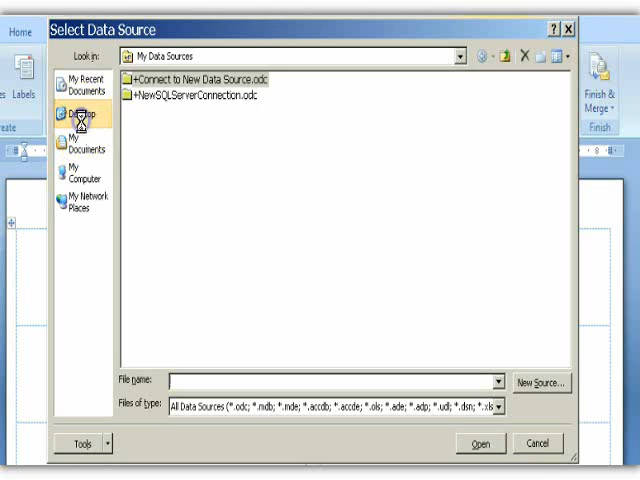 Select Data Source
Home
Look in:
My Data Sources
+Connect to New Data Source.odc
+NewSQLServerConnection.odc
My Recent
Documents
My
Documents
My
Computer
My Network
Places
Labels
Finish &
Merge
Finish
8
File name:
New Source...
Files of type:
All Data Sources (*.odc; *.mdb; *.mde; *.accdb; *.accde; *.ols; *.ade; *.adp; *.udl; *.dsn; *.xls
Tools
Open
Cancel